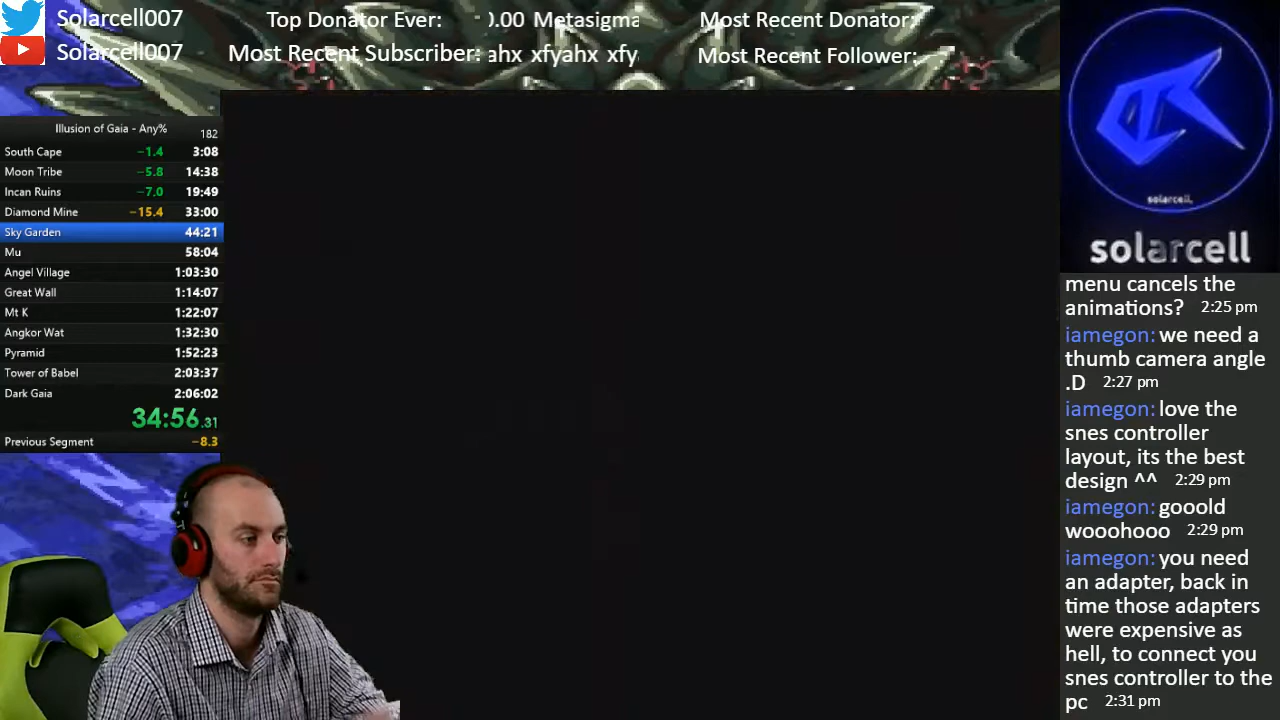 Solarcell007
Solarcell007
Top Donator Ever:
0.00 Metasigma
Most Recent Donator:
Most Recent Subscriber:
ahx xfyahx xfy
Most Recent Follower:
Illusion of Gaia - Any%
182
South Cape −1.4 3:08
Moon Tribe −5.8 14:38
Incan Ruins −7.0 19:49
Diamond Mine −15.4 33:00
Sky Garden 44:21
Mu 58:04
Angel Village 1:03:30
Great Wall 1:14:07
Mt K 1:22:07
Angkor Wat 1:32:30
Pyramid 1:52:23
Tower of Babel 2:03:37
Dark Gaia 2:06:02
34:56.31
Previous Segment −8.3
solarcell,
solarcell
menu cancels the
animations? 2:25 pm
iamegon: we need a
thumb camera angle
.D 2:27 pm
iamegon: love the
snes controller
layout, its the best
design ^^ 2:29 pm
iamegon: gooold
wooohooo 2:29 pm
iamegon: you need
an adapter, back in
time those adapters
were expensive as
hell, to connect you
snes controller to the
pc 2:31 pm